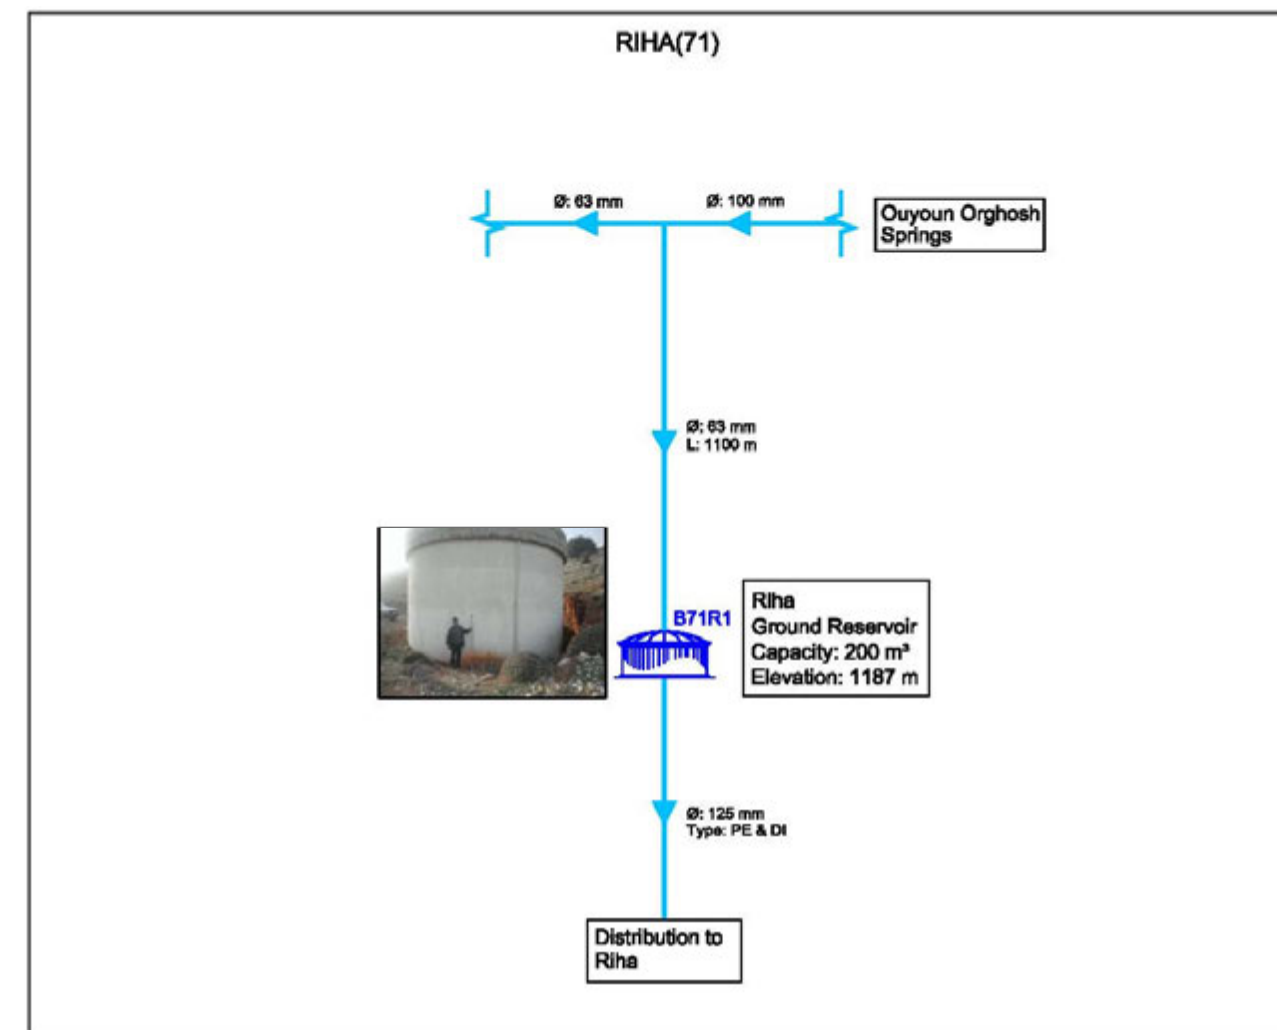 RIHA(71)
Ø: 63 mm
Ø: 100 mm
Ouyoun Orghosh
Springs
Ø: 63 mm
L: 1100 m
B71R1
Riha
Ground Reservoir
Capacity: 200 m³
Elevation: 1187 m
Ø: 125 mm
Type: PE & DI
Distribution to
Riha